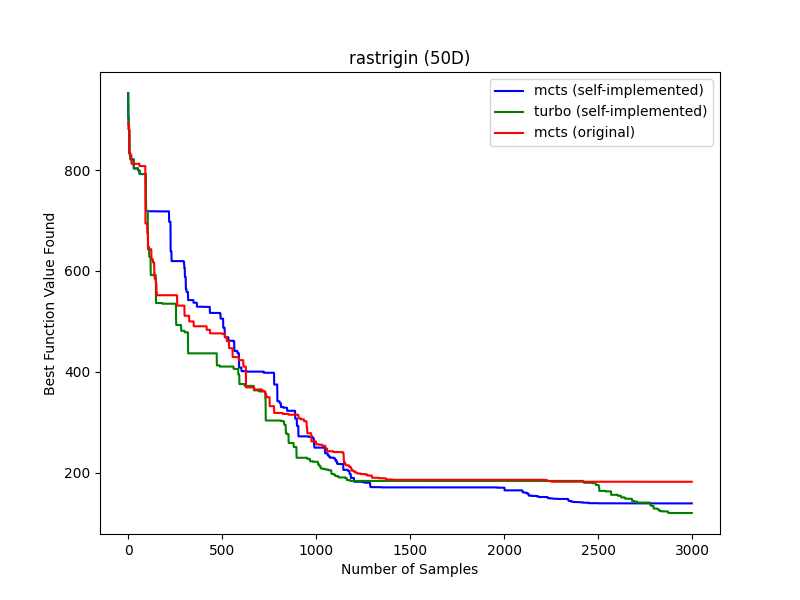 rastrigin (50D)
mcts (self-implemented)
turbo (self-implemented)
mcts (original)
Best Function Value Found
800
600
400
200
0
500
1000
1500
2000
2500
3000
Number of Samples